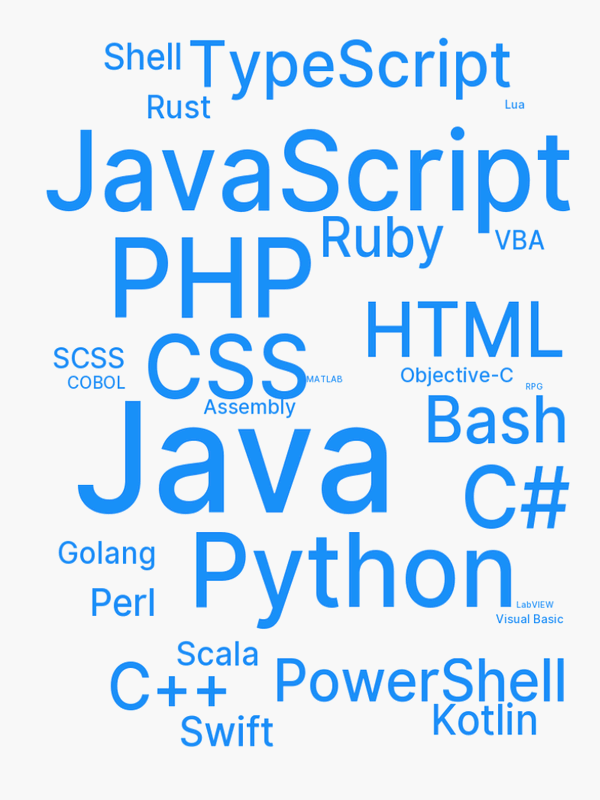 Shell TypeScript
Rust
Lua
JavaScript
Ruby
VBA
PHP
HTML
SCSS
CSS
MATLAB
Objective-C
COBOL
RPG
Assembly
Bash
Java
C#
Golang
Python
Perl
LabVIEW
Visual Basic
Scala
C++
PowerShell
Kotlin
Swift